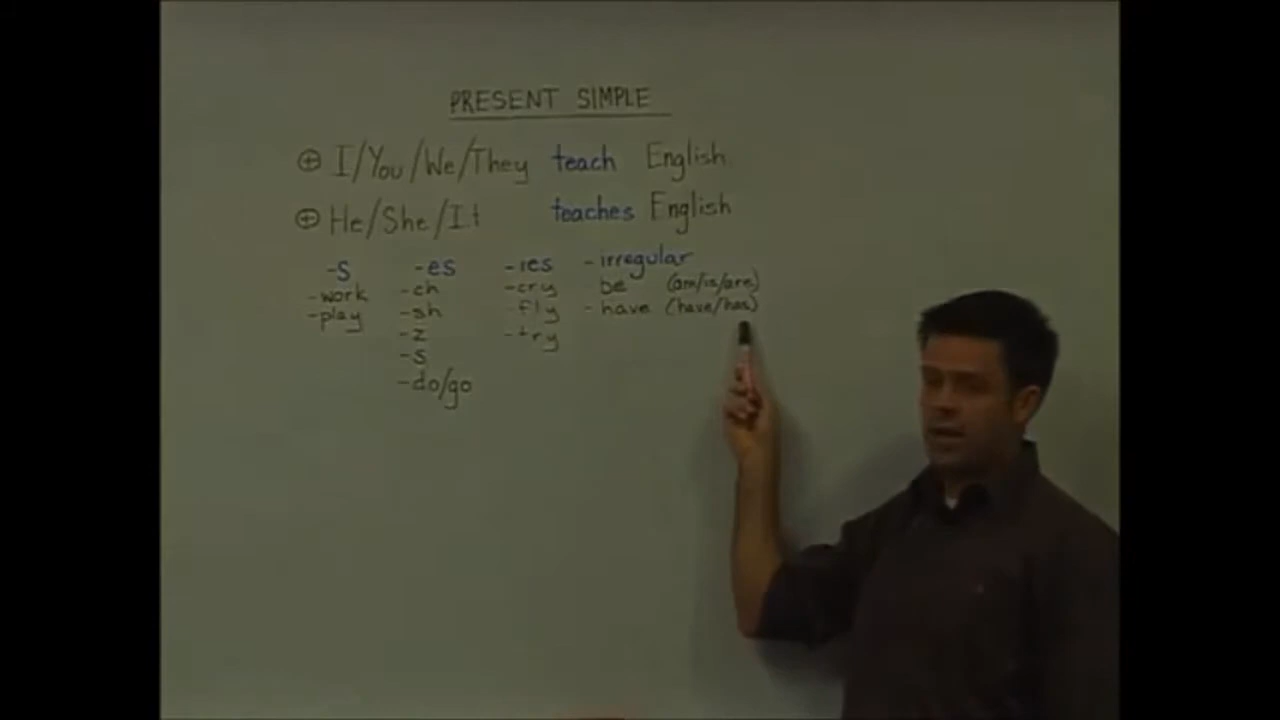 PRESENT SIMPLE
⊕ I/You/We/They teach English
⊕ He/She/It teaches English
-s -es -ies -irregular
-work -ch -cry be (am/is/are)
-play -sh -fly -have (have/has)
-z -try
-s
-do/go